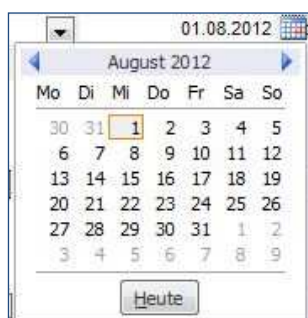 01.08.2012
August 2012
Mo Di Mi Do Fr Sa So
30 31 1 2 3 4 5
6 7 8 9 10 11 12
13 14 15 16 17 18 19
20 21 22 23 24 25 26
27 28 29 30 31 1 2
3 4 5 6 7 8 9
Heute